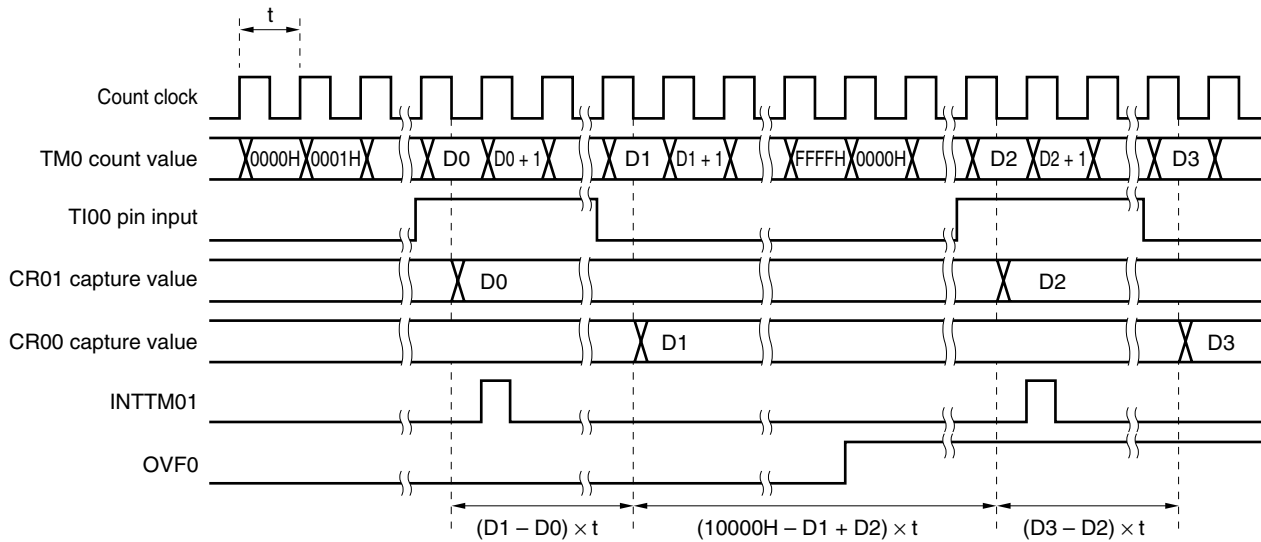 t
Count clock
TM0 count value 0000H 0001H D0 D0 + 1 D1 D1 + 1 FFFFH 0000H D2 D2 + 1 D3
TI00 pin input
CR01 capture value D0 D2
CR00 capture value D1 D3
INTTM01
OVF0
(D1 – D0) × t (10000H – D1 + D2) × t (D3 – D2) × t